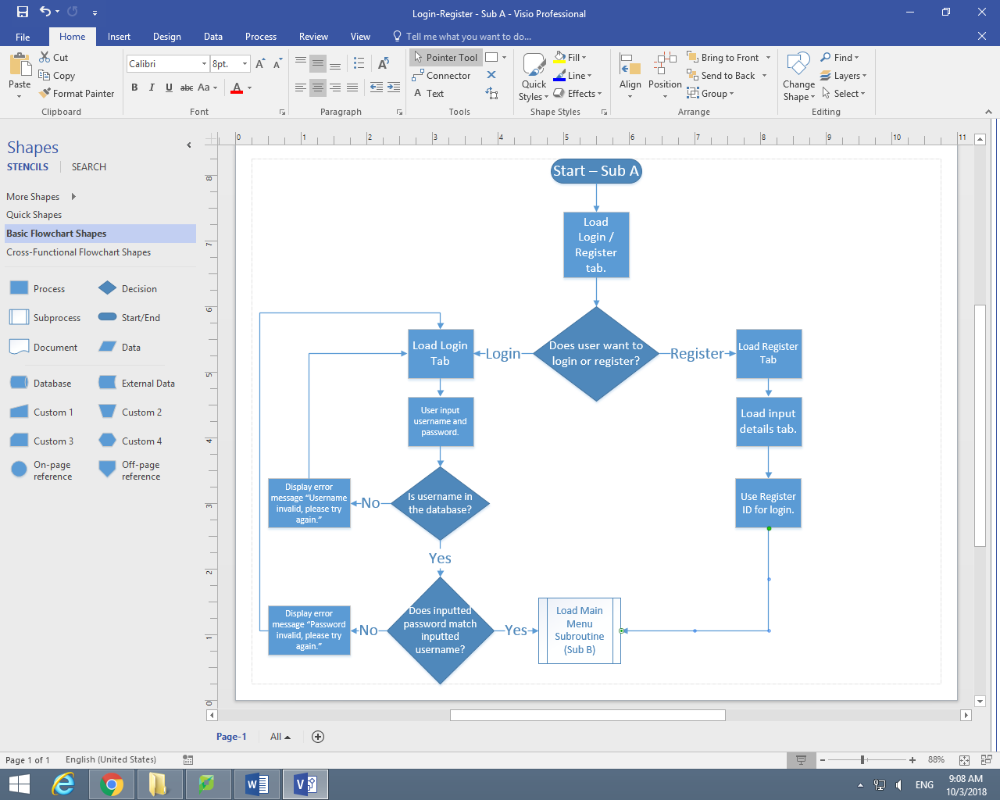 Login-Register - Sub A - Visio Professional
File
Home
Insert
Design
Data
Process
Review
View
Tell me what you want to do...
Paste
Cut
Copy
Format Painter
Clipboard
Calibri
8pt.
A
A
B
I
U
abc
Aa
A
Font
A
Paragraph
Pointer Tool
Connector
A Text
Tools
Quick
Styles
Fill
Line
Effects
Shape Styles
Align
Position
Bring to Front
Send to Back
Group
Arrange
Change
Shape
Find
Layers
Select
Editing
Shapes
STENCILS
SEARCH
More Shapes
Quick Shapes
Basic Flowchart Shapes
Cross-Functional Flowchart Shapes
Process
Decision
Subprocess
Start/End
Document
Data
Database
External Data
Custom 1
Custom 2
Custom 3
Custom 4
On-page
reference
Off-page
reference
0 1 2 3 4 5 6 7 8 9 10 11
8
7
6
5
4
3
2
1
0
Start – Sub A
Load
Login /
Register
tab.
Does user want to
login or register?
Login
Register
Load Login
Tab
Load Register
Tab
User input
username and
password.
Load input
details tab.
Is username in
the database?
No
Display error
message “Username
invalid, please try
again.”
Use Register
ID for login.
Yes
Does inputted
password match
inputted
username?
No
Display error
message “Password
invalid, please try
again.”
Yes
Load Main
Menu
Subroutine
(Sub B)
Page-1
All
Page 1 of 1
English (United States)
88%
ENG
9:08 AM
10/3/2018